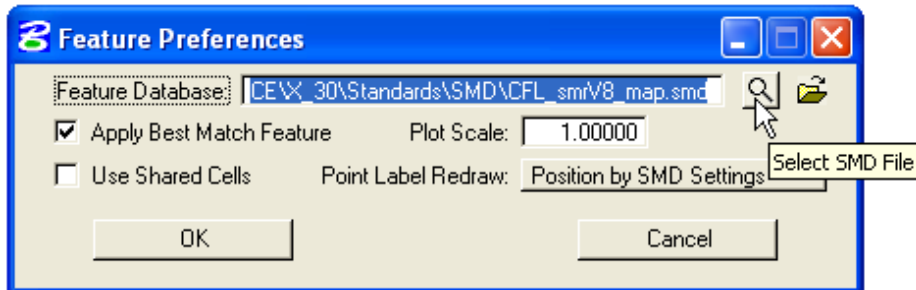 Feature Preferences
Feature Database: CE\X_30\Standards\SMD\CFL_smrV8_map.smd
Apply Best Match Feature Plot Scale: 1.00000
Select SMD File
Use Shared Cells Point Label Redraw: Position by SMD Settings
OK Cancel